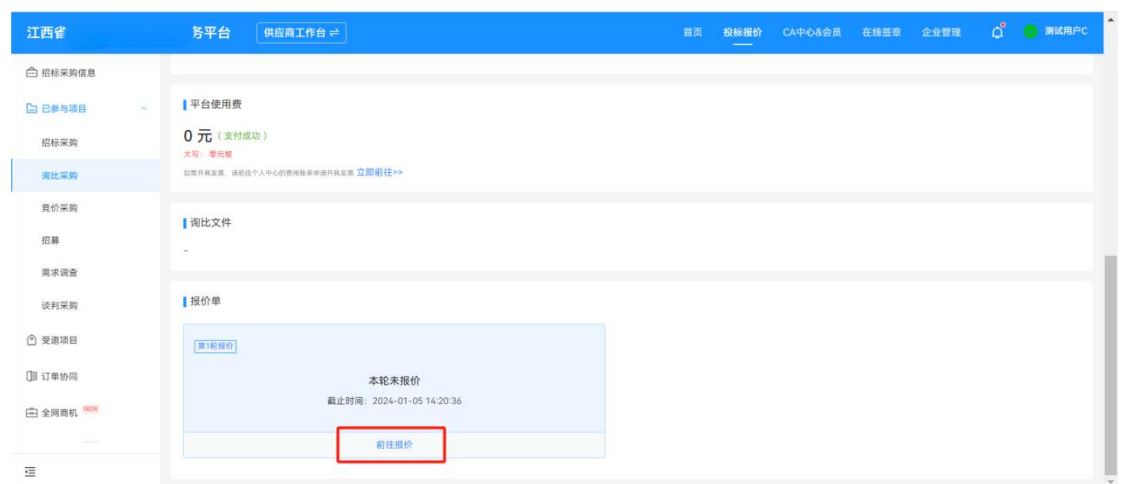 江西省
务平台
供应商工作台
首页
投标报价
CA中心&会员
在线签章
企业管理
测试用户C
招标采购信息
已参与项目
招标采购
询比采购
竞价采购
招募
需求调查
谈判采购
受邀项目
订单协同
全网商机 NEW
平台使用费
0 元 ( 支付成功 )
大写: 零元整
如需开具发票, 请前往个人中心的费用账单申请开具发票 立即前往>>
询比文件
-
报价单
第1轮报价
本轮未报价
截止时间: 2024-01-05 14:20:36
前往报价